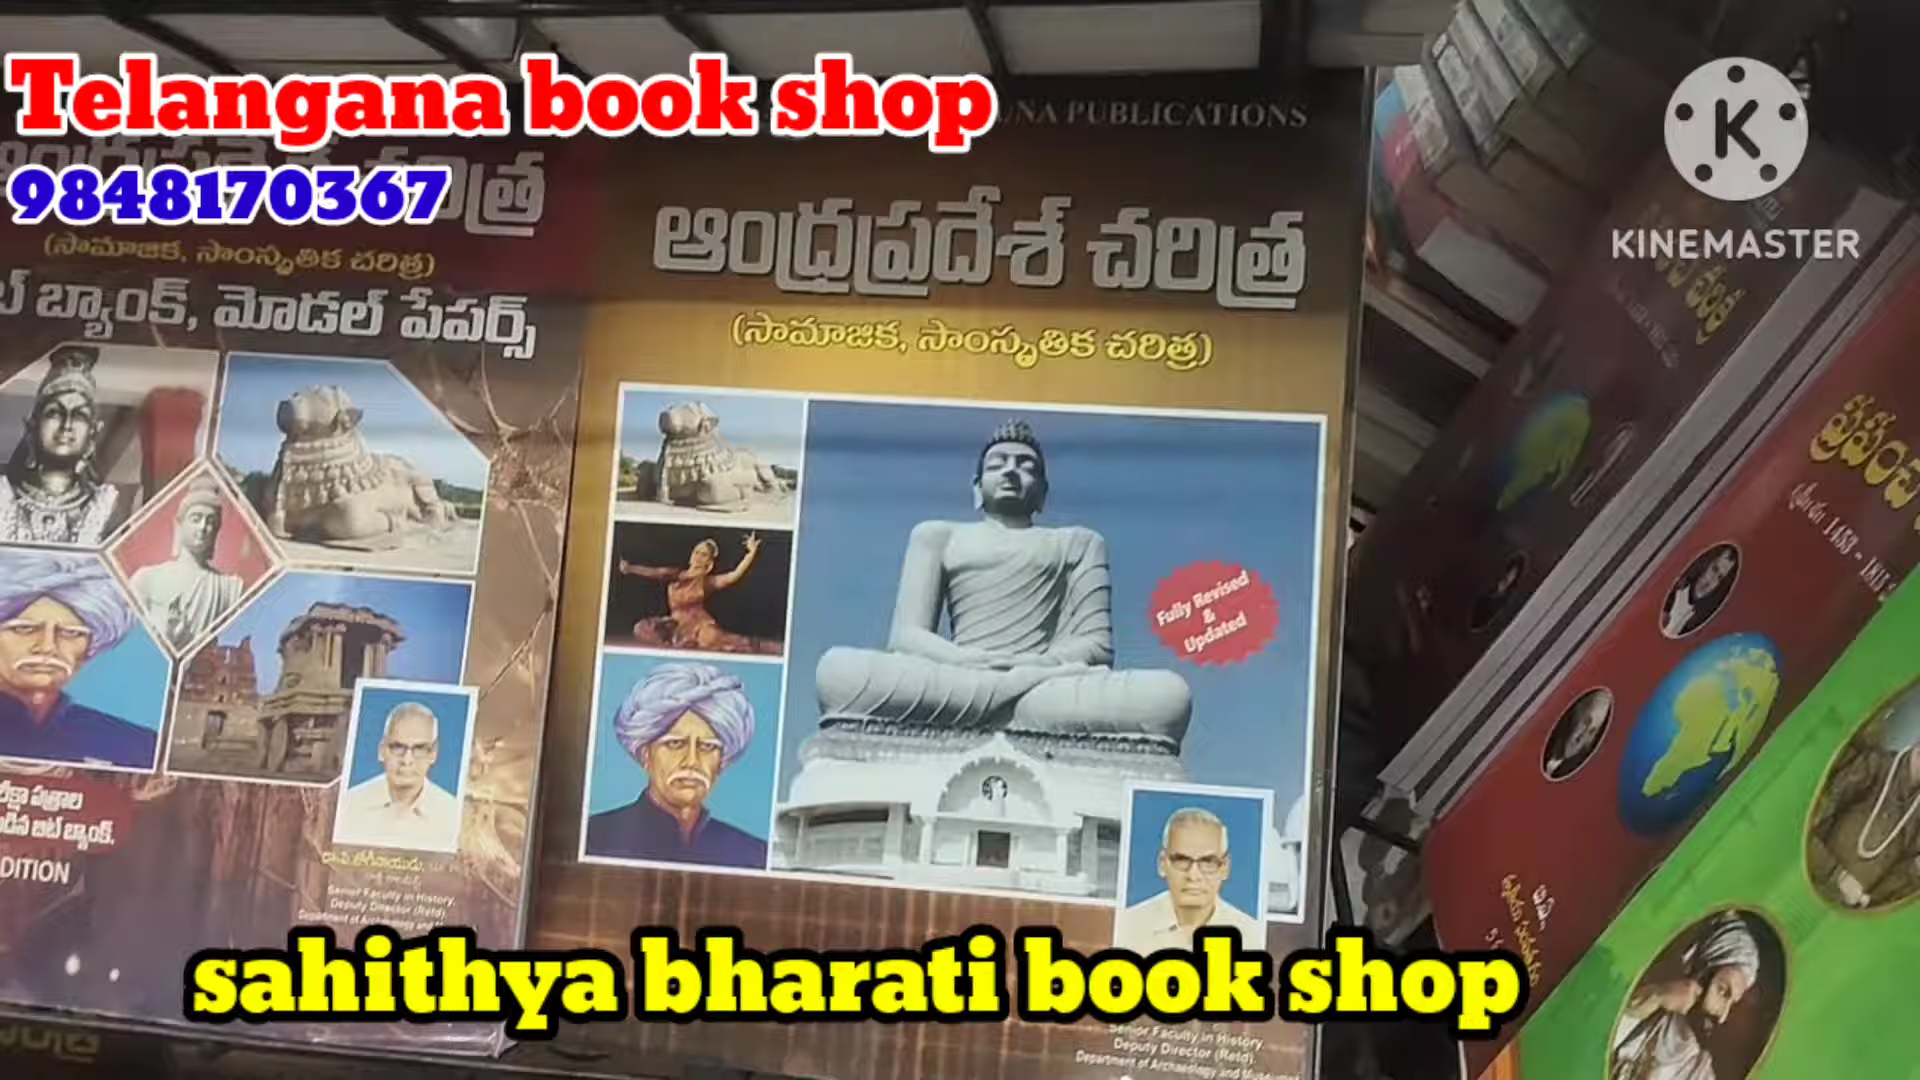 Telangana book shop
9848170367
చరిత్ర
(సామాజిక, సాంస్కృతిక చరిత్ర)
బ్యాంక్, మోడల్ పేపర్స్
Senior Faculty in History,
Deputy Director (Retd),
PUBLICATIONS
ఆంధ్రప్రదేశ్ చరిత్ర
(సామాజిక, సాంస్కృతిక చరిత్ర)
Fully Revised
&
Updated
Senior Faculty in History,
Deputy Director (Retd)
Department of Archaeology and Museums
KINEMASTER
1453 -
sahithya bharati book shop